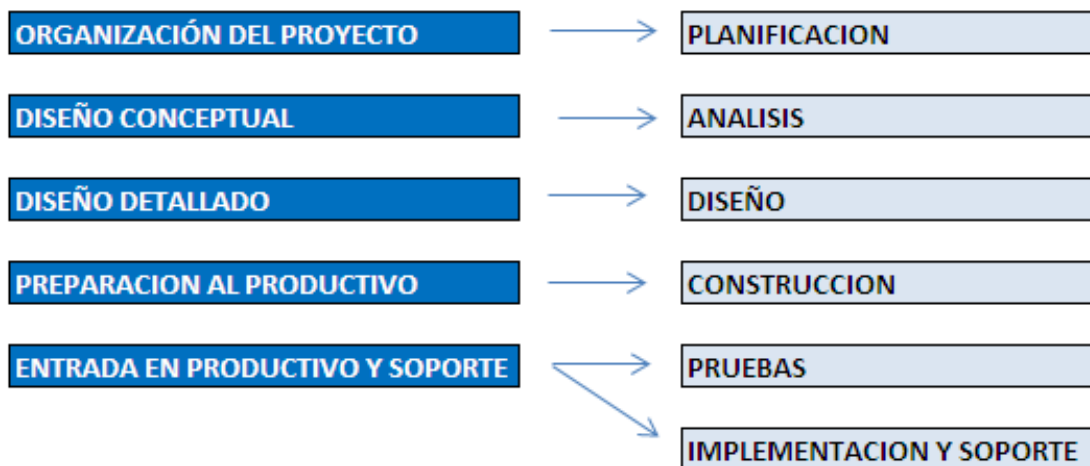 ORGANIZACIÓN DEL PROYECTO
PLANIFICACION
DISEÑO CONCEPTUAL
ANALISIS
DISEÑO DETALLADO
DISEÑO
PREPARACION AL PRODUCTIVO
CONSTRUCCION
ENTRADA EN PRODUCTIVO Y SOPORTE
PRUEBAS
IMPLEMENTACION Y SOPORTE